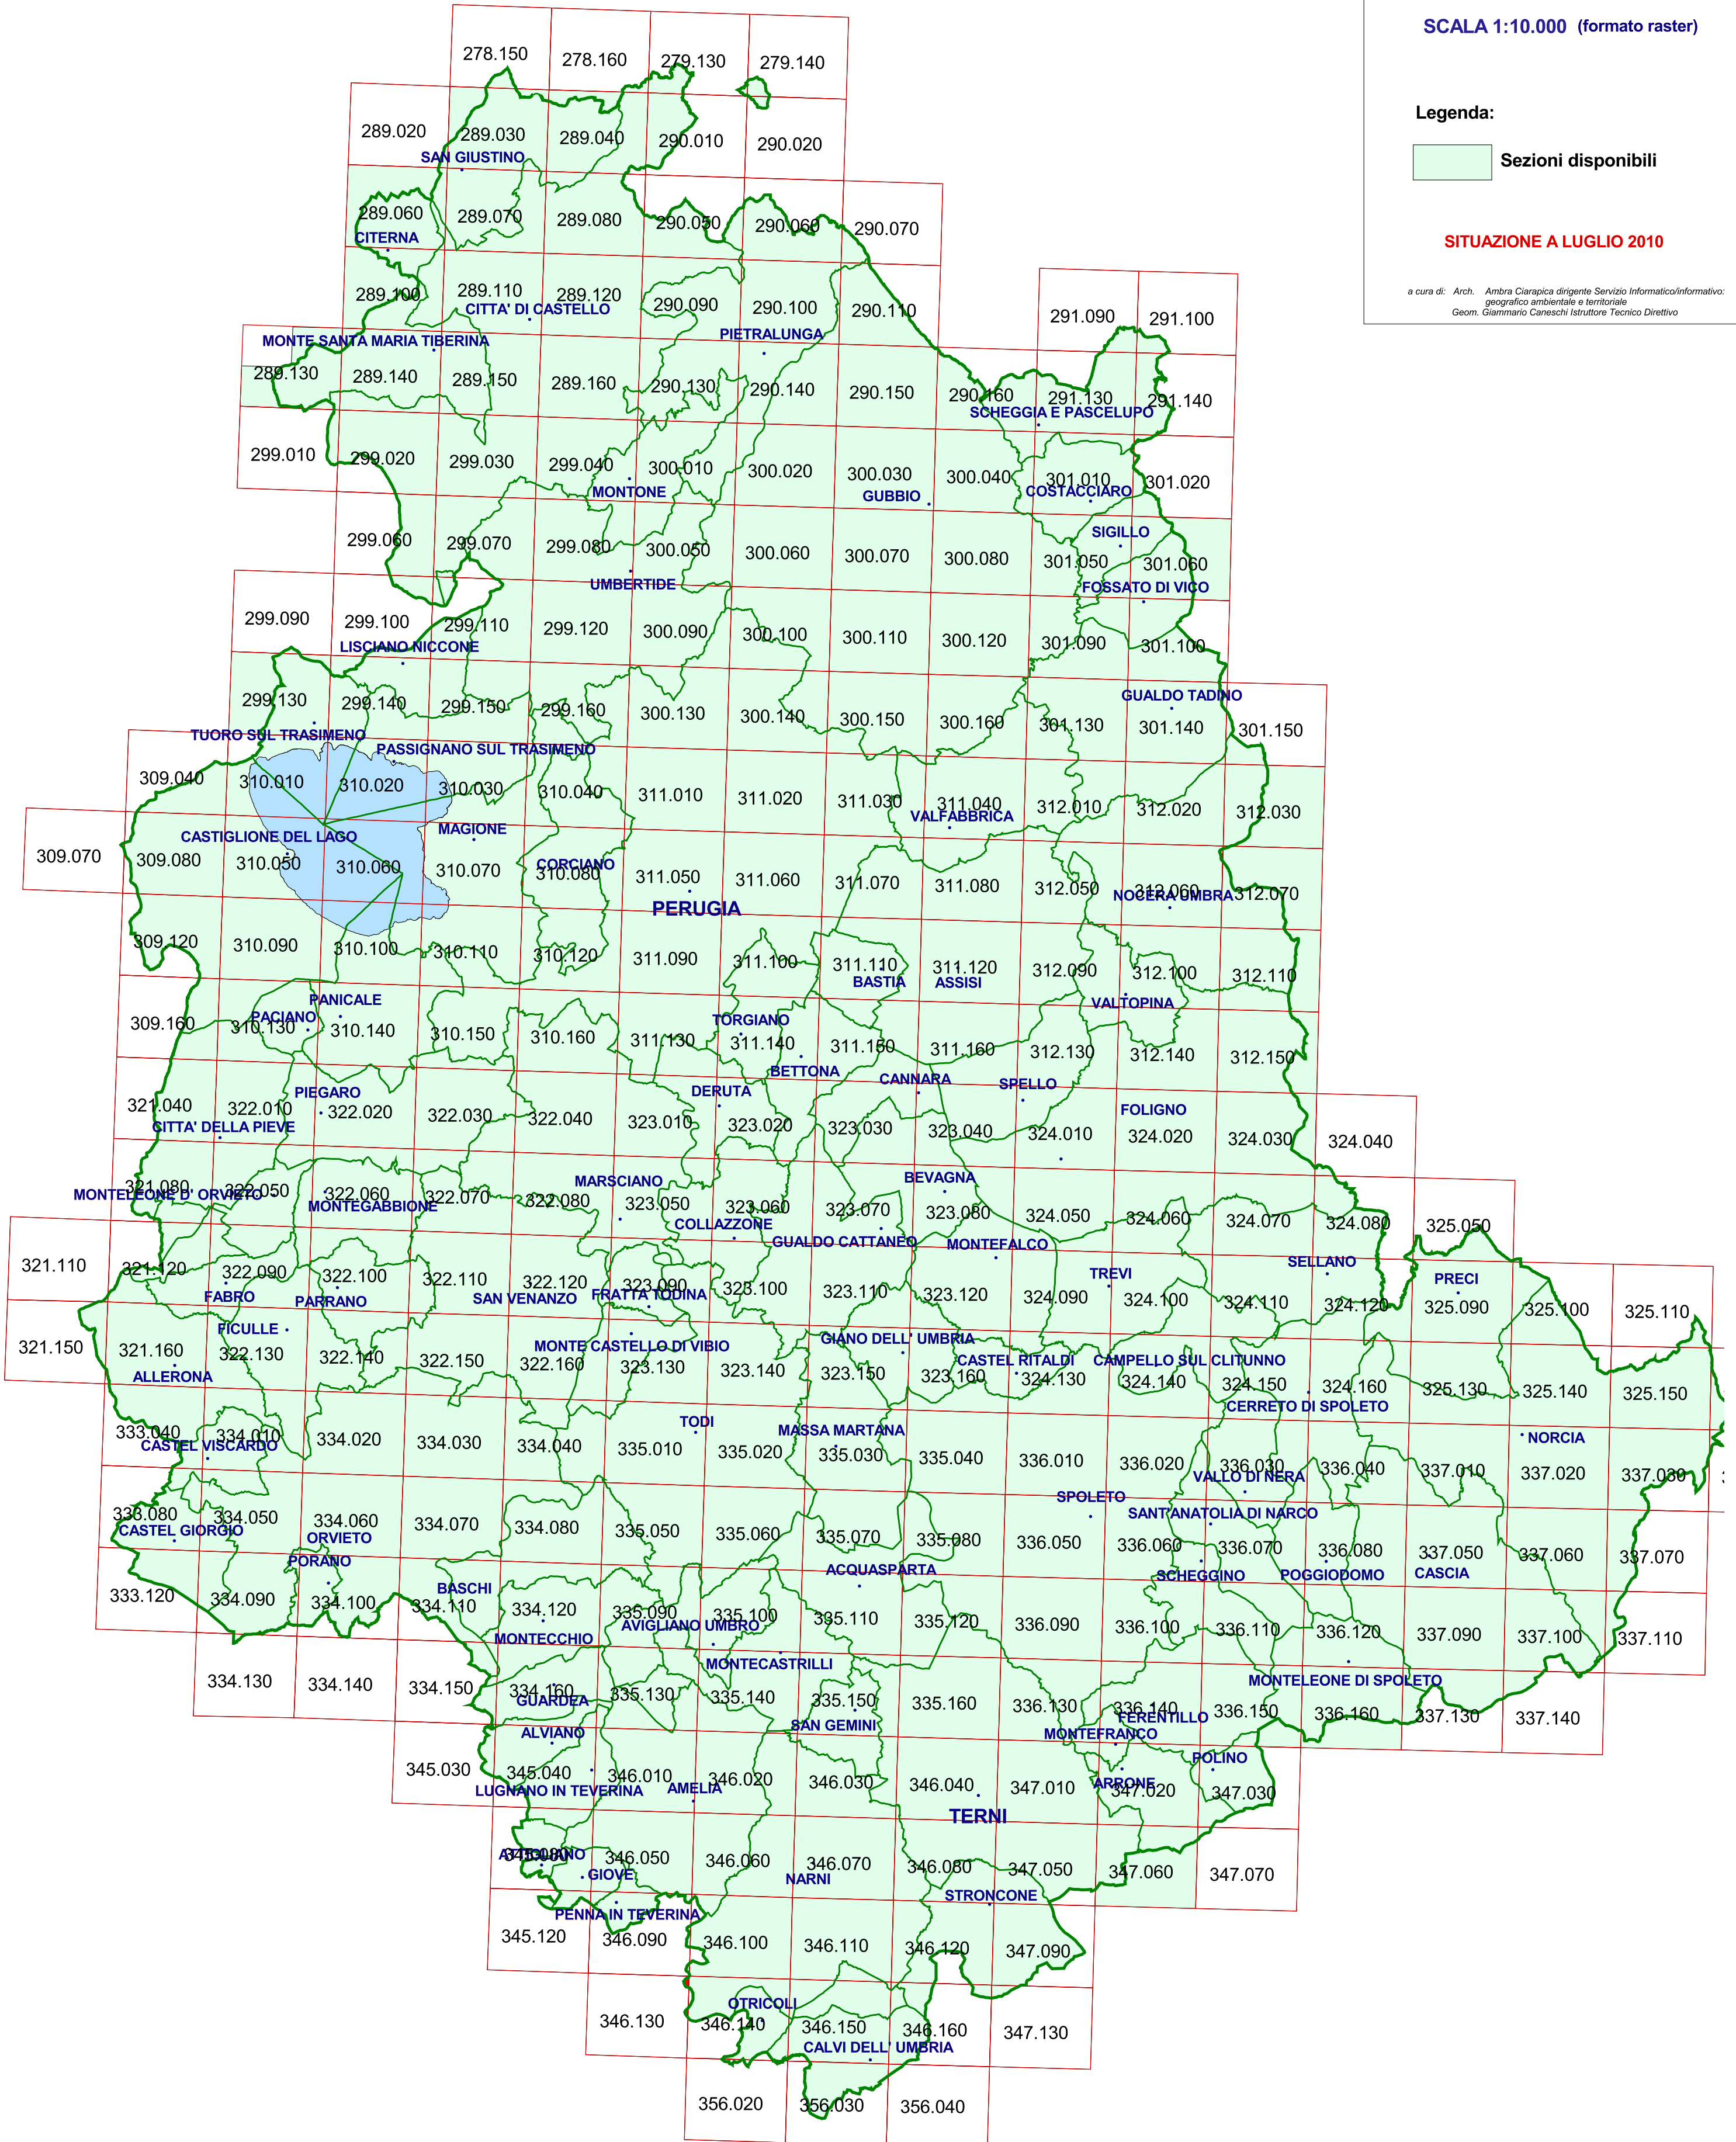 SCALA 1:10.000 (formato raster)
Legenda:
Sezioni disponibili
SITUAZIONE A LUGLIO 2010
a cura di: Arch. Ambra Ciarapica dirigente Servizio Informatico/informativo:
geografico ambientale e territoriale
Geom. Giammario Caneschi Istruttore Tecnico Direttivo
278.150 278.160 279.130 279.140
289.020 289.030 289.040 290.010 290.020
SAN GIUSTINO
289.060 289.070 289.080 290.050 290.060 290.070
CITERNA
289.100 289.110 289.120 290.090 290.100 290.110 291.090 291.100
CITTA' DI CASTELLO
PIETRALUNGA
MONTE SANTA MARIA TIBERINA
289.130 289.140 289.150 289.160 290.130 290.140 290.150 290.160 291.130 291.140
SCHEGGIA E PASCELUPO
299.010 299.020 299.030 299.040 300.010 300.020 300.030 300.040 301.010 301.020
MONTONE GUBBIO COSTACCIARO
SIGILLO
299.060 299.070 299.080 300.050 300.060 300.070 300.080 301.050 301.060
UMBERTIDE FOSSATO DI VICO
299.090 299.100 299.110 299.120 300.090 300.100 300.110 300.120 301.090 301.100
LISCIANO NICCONE
GUALDO TADINO
299.130 299.140 299.150 299.160 300.130 300.140 300.150 300.160 301.130 301.140 301.150
TUORO SUL TRASIMENO PASSIGNANO SUL TRASIMENO
309.040 310.010 310.020 310.030 310.040 311.010 311.020 311.030 311.040 312.010 312.020 312.030
VALFABBRICA
CASTIGLIONE DEL LAGO MAGIONE
309.070 309.080 310.050 310.060 310.070 310.080 311.050 311.060 311.070 311.080 312.050 312.060 312.070
CORCIANO NOCERA UMBRA
PERUGIA
309.120 310.090 310.100 310.110 310.120 311.090 311.100 311.110 311.120 312.090 312.100 312.110
BASTIA ASSISI
PANICALE VALTOPINA
PACIANO TORGIANO
309.160 310.130 310.140 310.150 310.160 311.130 311.140 311.150 311.160 312.130 312.140 312.150
BETTONA CANNARA SPELLO
PIEGARO DERUTA FOLIGNO
321.040 322.010 322.020 322.030 322.040 323.010 323.020 323.030 323.040 324.010 324.020 324.030 324.040
CITTA' DELLA PIEVE
MARSCIANO BEVAGNA
321.080 322.050 322.060 322.070 322.080 323.050 323.060 323.070 323.080 324.050 324.060 324.070 324.080 325.050
MONTELEONE D' ORVIETO MONTEGABBIONE
COLLAZZONE GUALDO CATTANEO MONTEFALCO
SELLANO
321.110 321.120 322.090 322.100 322.110 322.120 323.090 323.100 323.110 323.120 324.090 324.100 324.110 324.120 325.090 325.100 325.110
TREVI PRECI
FABRO PARRANO SAN VENANZO FRATTA TODINA
FICULLE MONTE CASTELLO DI VIBIO GIANO DELL' UMBRIA
321.150 321.160 322.130 322.140 322.150 322.160 323.130 323.140 323.150 323.160 324.130 324.140 324.150 324.160 325.130 325.140 325.150
CASTEL RITALDI CAMPELLO SUL CLITUNNO
ALLERONA CERRETO DI SPOLETO
TODI MASSA MARTANA NORCIA
333.040 334.010 334.020 334.030 334.040 335.010 335.020 335.030 335.040 336.010 336.020 336.030 336.040 337.010 337.020 337.030
CASTEL VISCARDO VALLO DI NERA
SPOLETO SANT'ANATOLIA DI NARCO
333.080 334.050 334.060 334.070 334.080 335.050 335.060 335.070 335.080 336.050 336.060 336.070 336.080 337.050 337.060 337.070
CASTEL GIORGIO ORVIETO
PORANO ACQUASPARTA SCHEGGINO POGGIODOMO CASCIA
BASCHI
333.120 334.090 334.100 334.110 334.120 335.090 335.100 335.110 335.120 336.090 336.100 336.110 336.120 337.090 337.100 337.110
MONTECCHIO AVIGLIANO UMBRO
MONTECASTRILLI MONTELEONE DI SPOLETO
334.130 334.140 334.150 334.160 335.130 335.140 335.150 335.160 336.130 336.140 336.150 336.160 337.130 337.140
GUARDEA SAN GEMINI FERENTILLO
ALVIANO MONTEFRANCO
POLINO
345.030 345.040 346.010 346.020 346.030 346.040 347.010 347.020 347.030
LUGNANO IN TEVERINA AMELIA ARRONE
TERNI
ATTIGLIANO
345.080 346.050 346.060 346.070 346.080 347.050 347.060 347.070
GIOVE NARNI
STRONCONE
PENNA IN TEVERINA
345.120 346.090 346.100 346.110 346.120 347.090
OTRICOLI
346.130 346.140 346.150 346.160 347.130
CALVI DELL' UMBRIA
356.020 356.030 356.040